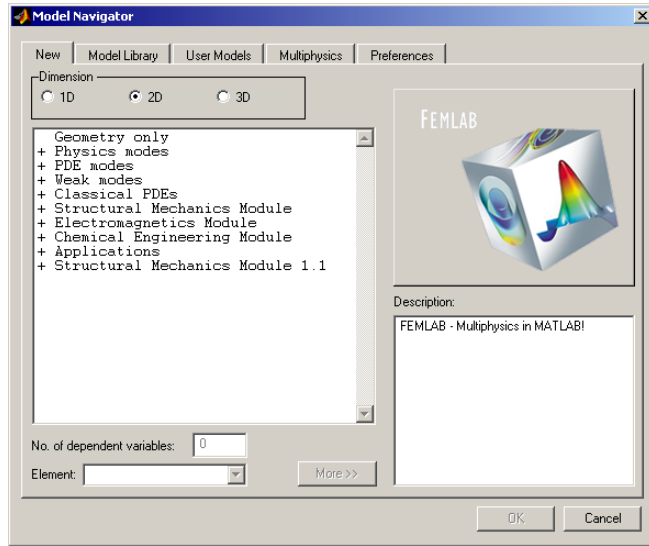 Model Navigator
New Model Library User Models Multiphysics Preferences
Dimension
1D 2D 3D
Geometry only
+ Physics modes
+ PDE modes
+ Weak modes
+ Classical PDEs
+ Structural Mechanics Module
+ Electromagnetics Module
+ Chemical Engineering Module
+ Applications
+ Structural Mechanics Module 1.1
No. of dependent variables: 0
Element:
More >>
FEMLAB
Description:
FEMLAB - Multiphysics in MATLAB!
OK Cancel